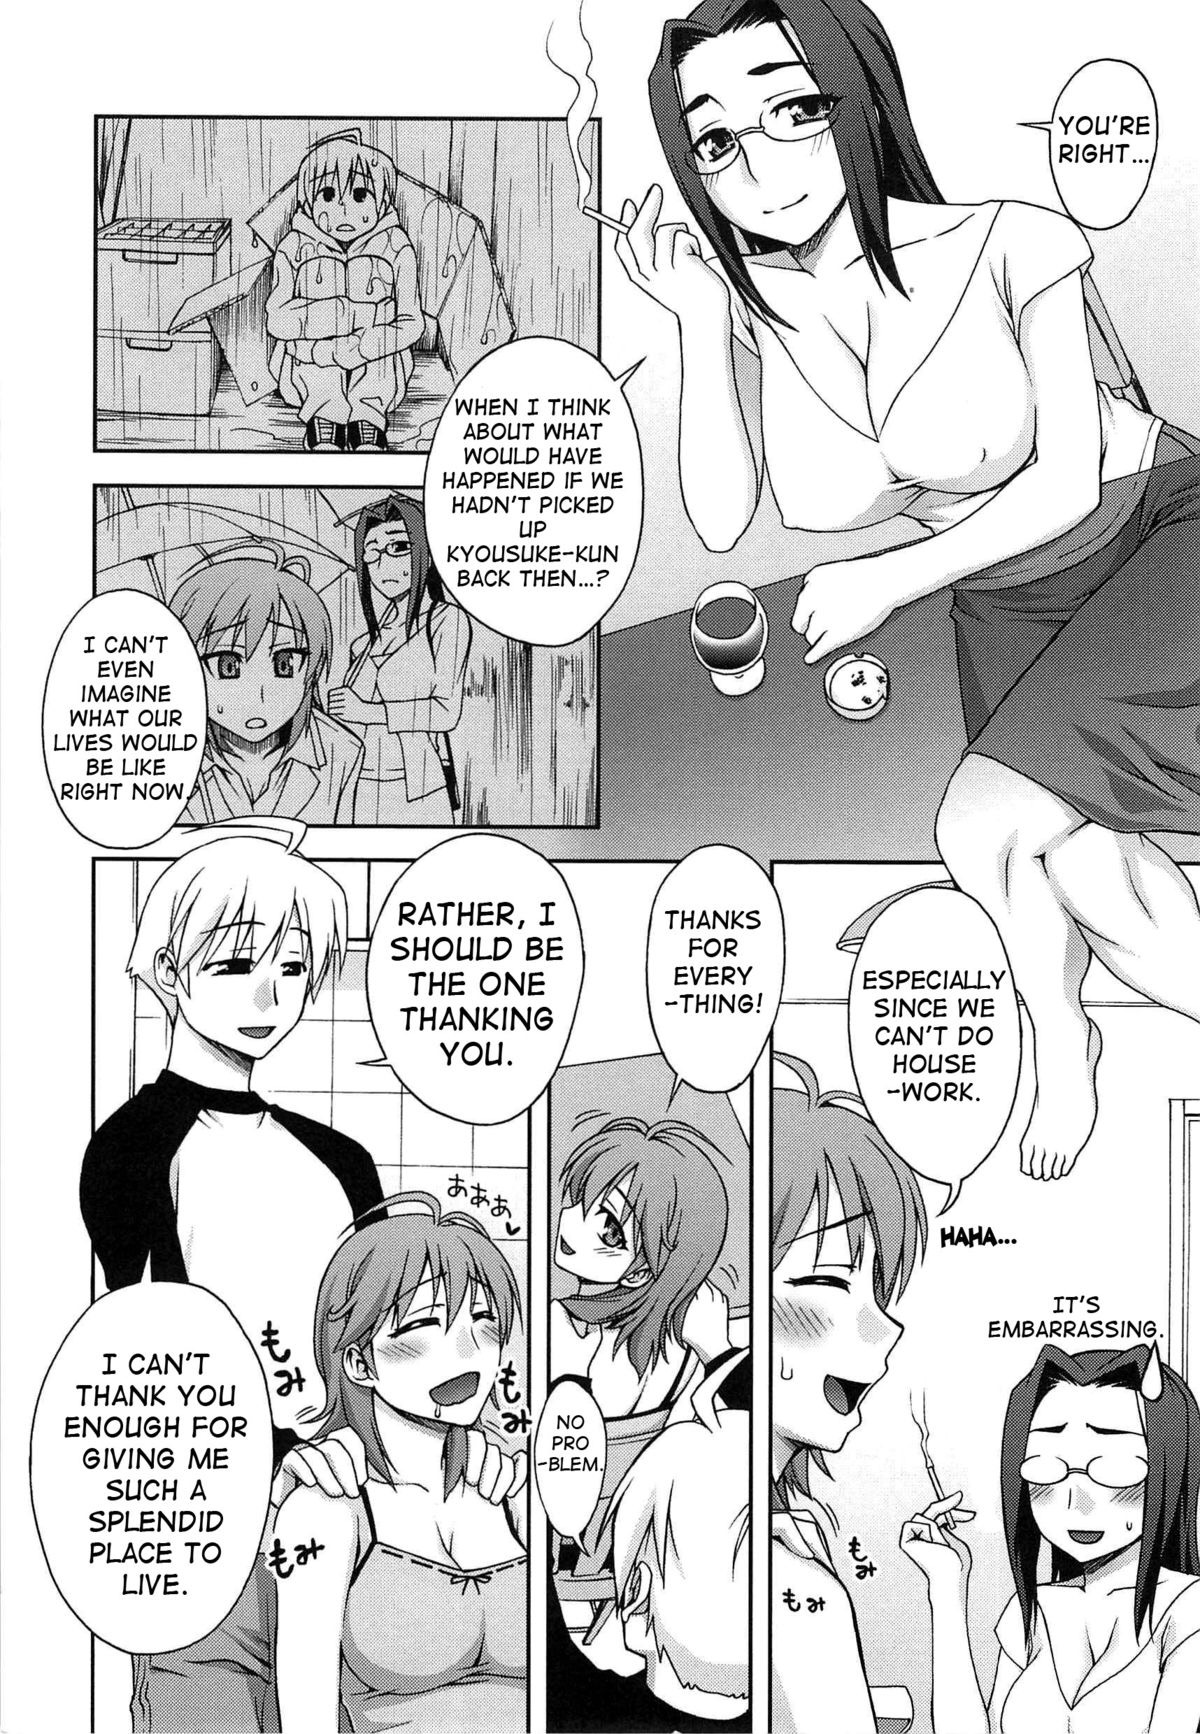 YOU'RE
RIGHT...
WHEN I THINK
ABOUT WHAT
WOULD HAVE
HAPPENED IF WE
HADN'T PICKED
UP
KYOUSUKE-KUN
BACK THEN...?
I CAN'T
EVEN
IMAGINE
WHAT OUR
LIVES WOULD
BE LIKE
RIGHT NOW.
ESPECIALLY
SINCE WE
CAN'T DO
HOUSE
-WORK.
HAHA...
IT'S
EMBARRASSING.
もみ
もみ
THANKS
FOR
EVERY
-THING!
NO
PRO
-BLEM.
RATHER, I
SHOULD BE
THE ONE
THANKING
YOU.
あぁぁ♥
もみ
もみ
もみ
I CAN'T
THANK YOU
ENOUGH FOR
GIVING ME
SUCH A
SPLENDID
PLACE TO
LIVE.